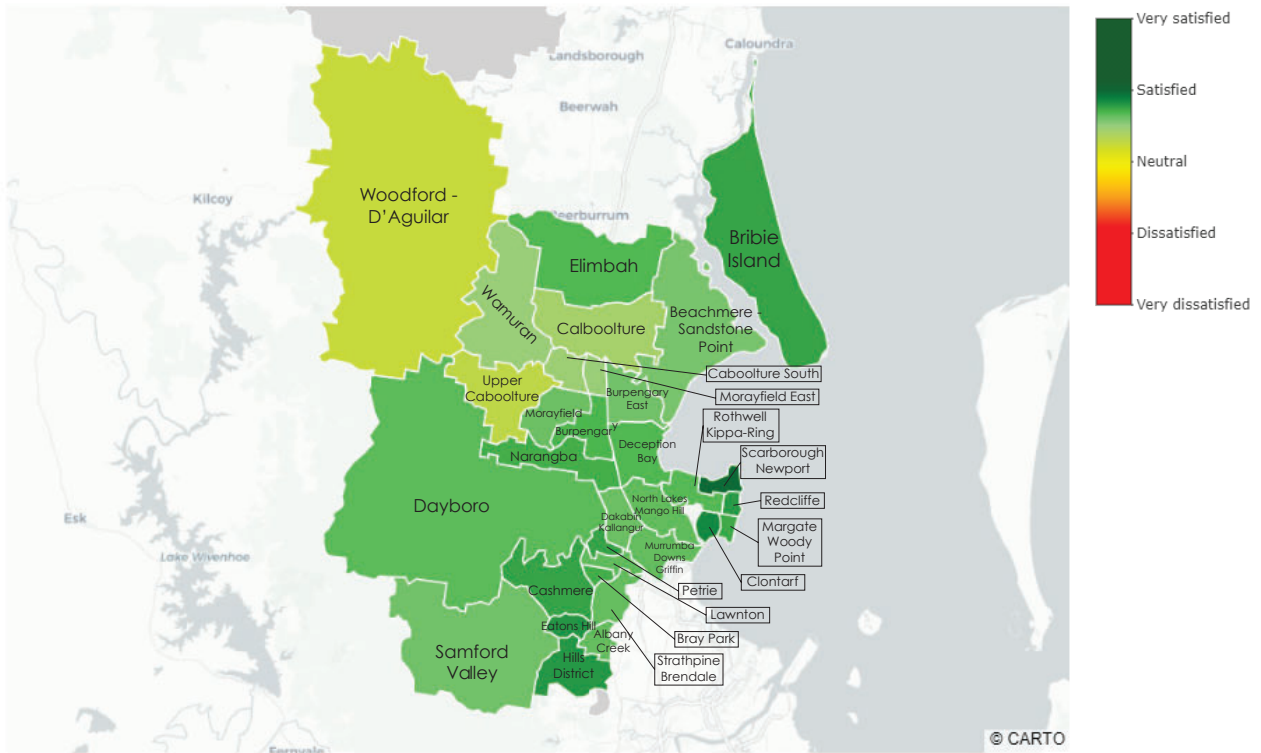 Caloundra
Very satisfied
Landsborough
Satisfied
Beerwah
Neutral
Kilcoy
Woodford -
D'Aguilar
Beerburrum
Dissatisfied
Bribie
Island
Elimbah
Very dissatisfied
Wamuran
Calboolture
Beachmere -
Sandstone
Point
Caboolture South
Upper
Caboolture
Morayfield East
Burpengary
East
Morayfield
Rothwell
Kippa-Ring
Burpengary
Deception
Bay
Narangba
Scarborough
Newport
Dayboro
North Lakes
Mango Hill
Redcliffe
Esk
Dakabin
Kallangur
Margate
Woody
Point
Murrumba
Downs
Griffin
Lake Wivenhoe
Clontarf
Cashmere
Petrie
Lawnton
Eatons Hill
Albany
Creek
Bray Park
Samford
Valley
Hills
District
Strathpine
Brendale
Fernvale
© CARTO